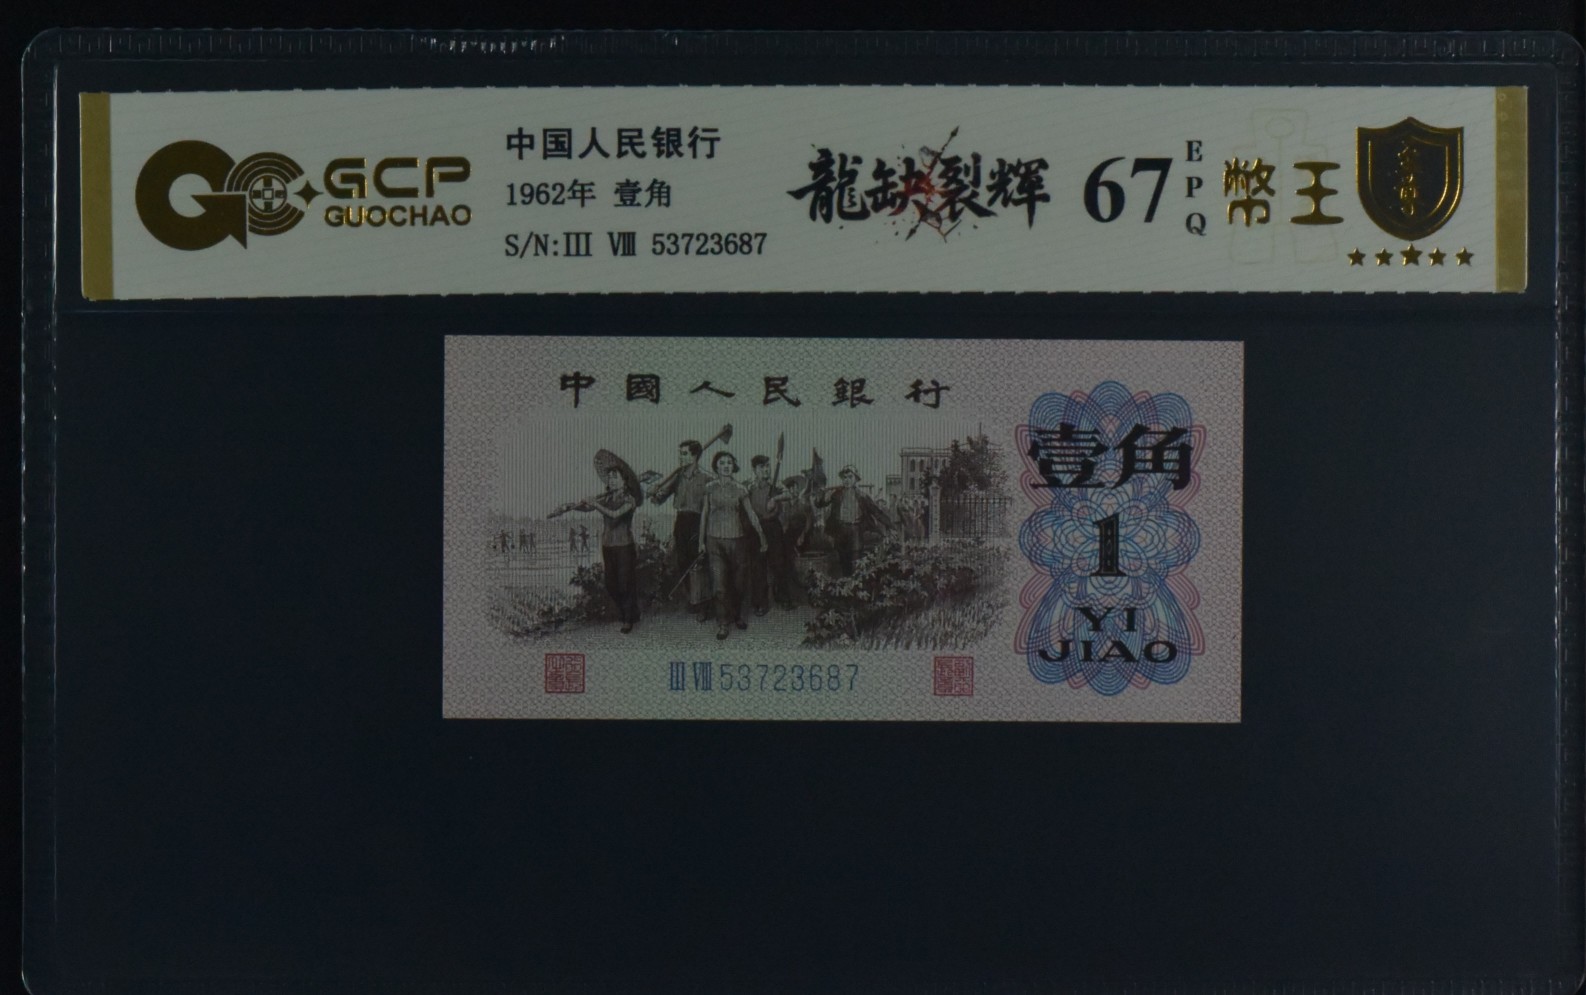 GCP
GUOCHAO
中国人民银行
1962年 壹角
S/N:III VIII 53723687
龍缺裂輝
67
EPQ
幣王
中國人民銀行
壹角
1
YI
JIAO
III VIII 53723687